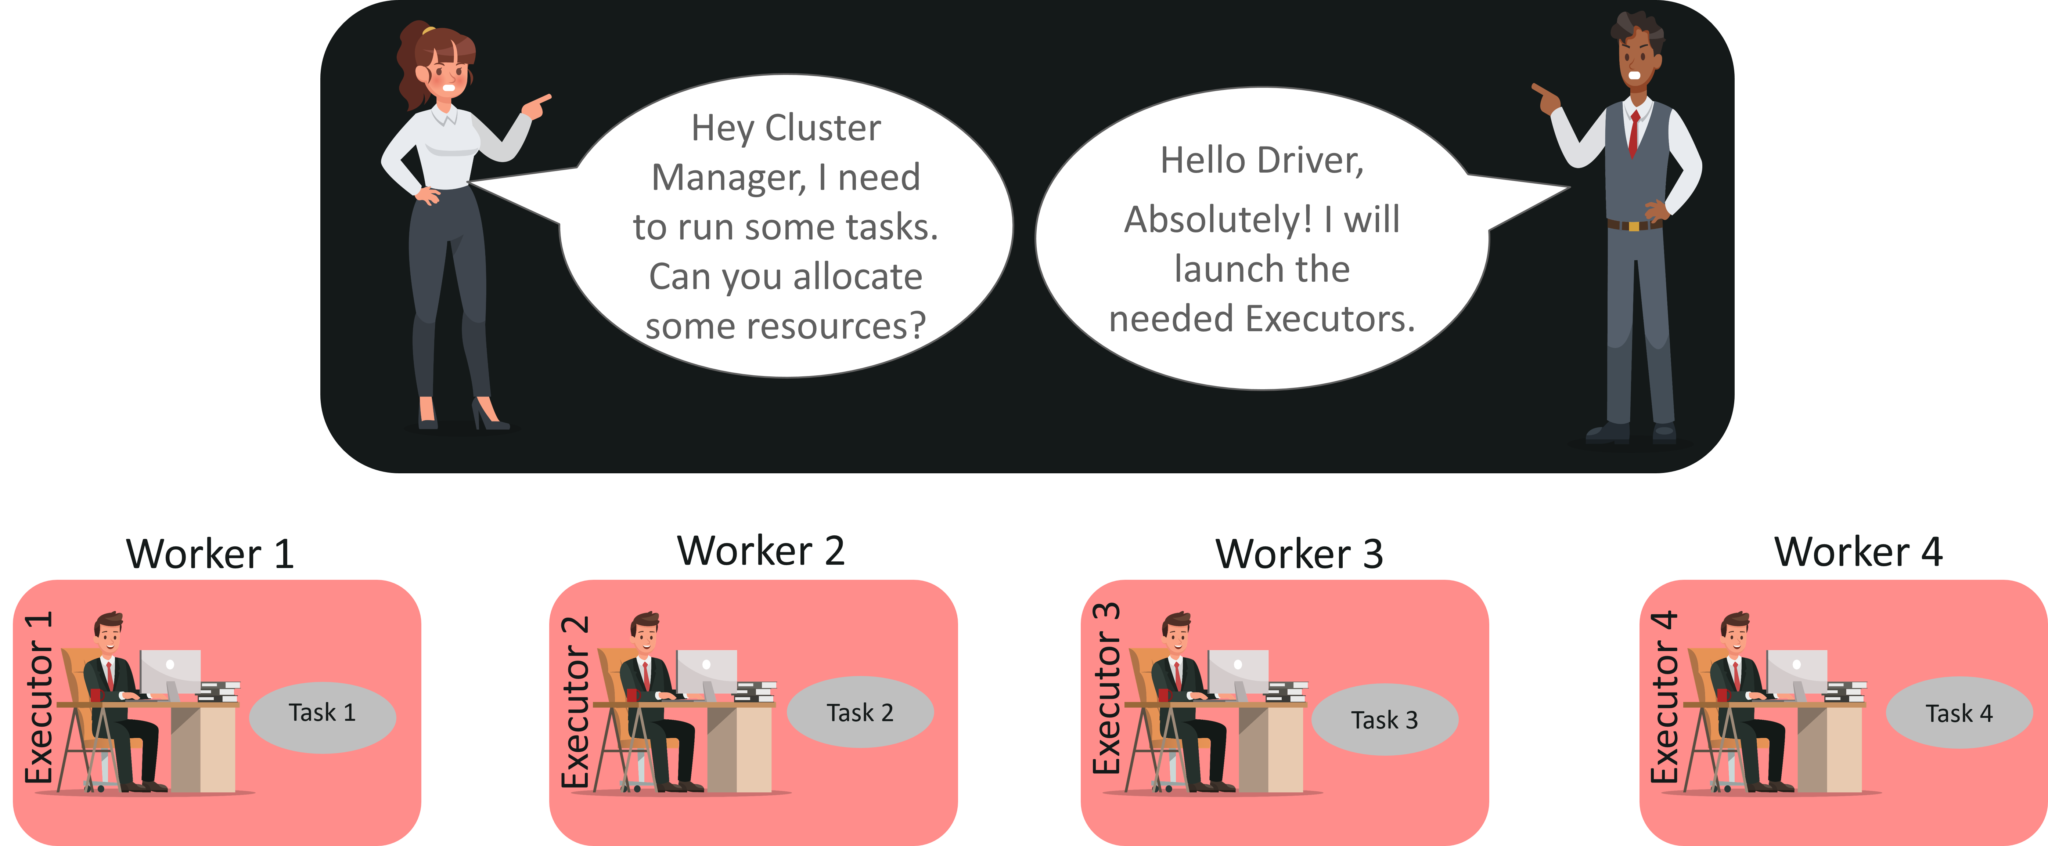 Hey Cluster
Manager, I need
to run some tasks.
Can you allocate
some resources?
Hello Driver,
Absolutely! I will
launch the
needed Executors.
Worker 1
Executor 1
Task 1
Worker 2
Executor 2
Task 2
Worker 3
Executor 3
Task 3
Worker 4
Executor 4
Task 4